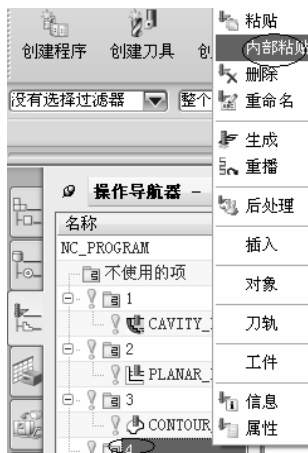 创建程序
创建刀具
创
没有选择过滤器
整个
操作导航器 -
名称
NC_PROGRAM
不使用的项
1
CAVITY_
2
PLANAR_
3
CONTOUR
4
粘贴
内部粘贴
删除
重命名
生成
重播
后处理
插入
对象
刀轨
工件
信息
属性